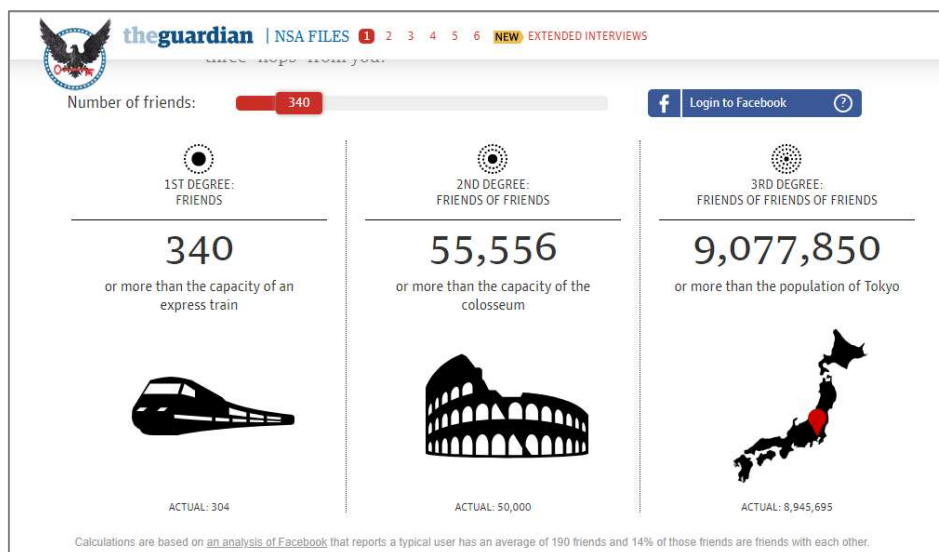 theguardian | NSA FILES 1 2 3 4 5 6 NEW EXTENDED INTERVIEWS
three 'hops' from you.
Number of friends: 340 f Login to Facebook ?
1ST DEGREE:
FRIENDS
340
or more than the capacity of an
express train
ACTUAL: 304
2ND DEGREE:
FRIENDS OF FRIENDS
55,556
or more than the capacity of the
colosseum
ACTUAL: 50,000
3RD DEGREE:
FRIENDS OF FRIENDS OF FRIENDS
9,077,850
or more than the population of Tokyo
ACTUAL: 8,945,695
Calculations are based on an analysis of Facebook that reports a typical user has an average of 190 friends and 14% of those friends are friends with each other.